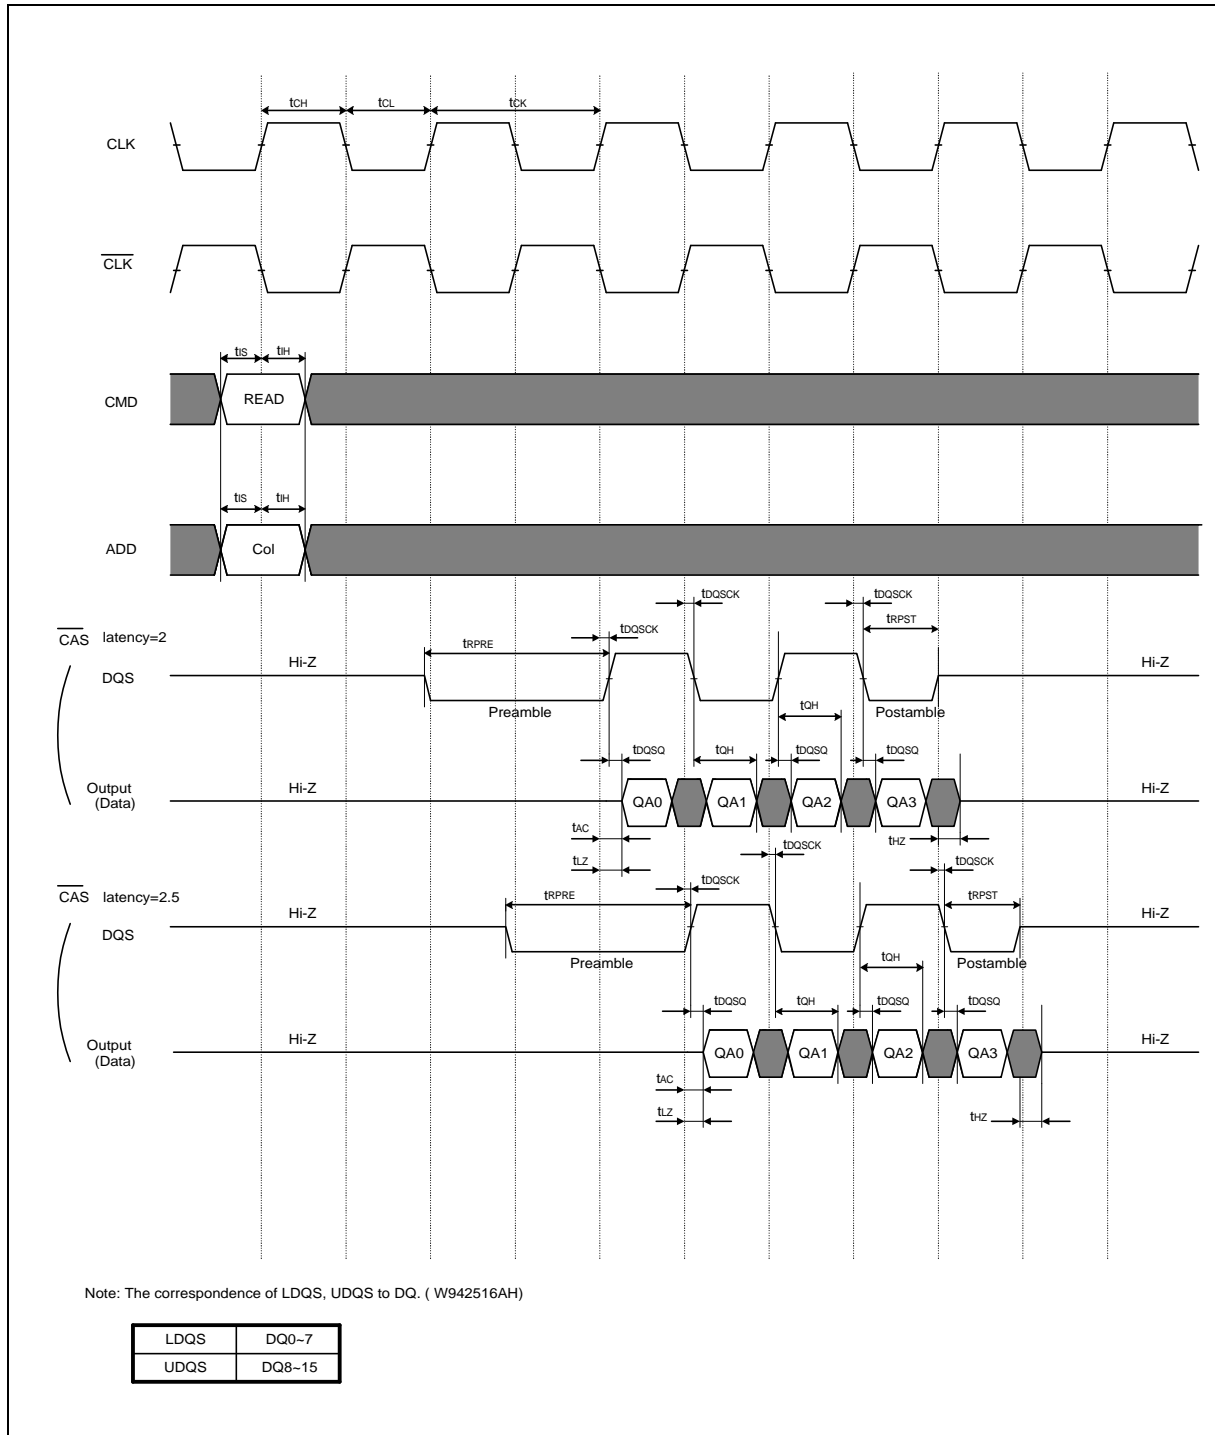 tCH tCL tCK
CLK
CLK
tIS tIH
CMD READ
tIS tIH
ADD Col
tDQSCK tDQSCK
CAS latency=2 tRPRE tDQSCK tRPST
Hi-Z Hi-Z
DQS
Preamble Postamble
tQH
tDQSQ tQH tDQSQ tDQSQ
Output
(Data)
Hi-Z QA0 QA1 QA2 QA3 Hi-Z
tAC tHZ
tDQSCK
tLZ tDQSCK tDQSCK
CAS latency=2.5
tRPRE tRPST
Hi-Z Hi-Z
DQS
Preamble Postamble
tQH
tDQSQ tQH tDQSQ tDQSQ
Output
(Data)
Hi-Z QA0 QA1 QA2 QA3 Hi-Z
tAC
tLZ tHZ
Note: The correspondence of LDQS, UDQS to DQ. ( W942516AH)
LDQS DQ0~7
UDQS DQ8~15